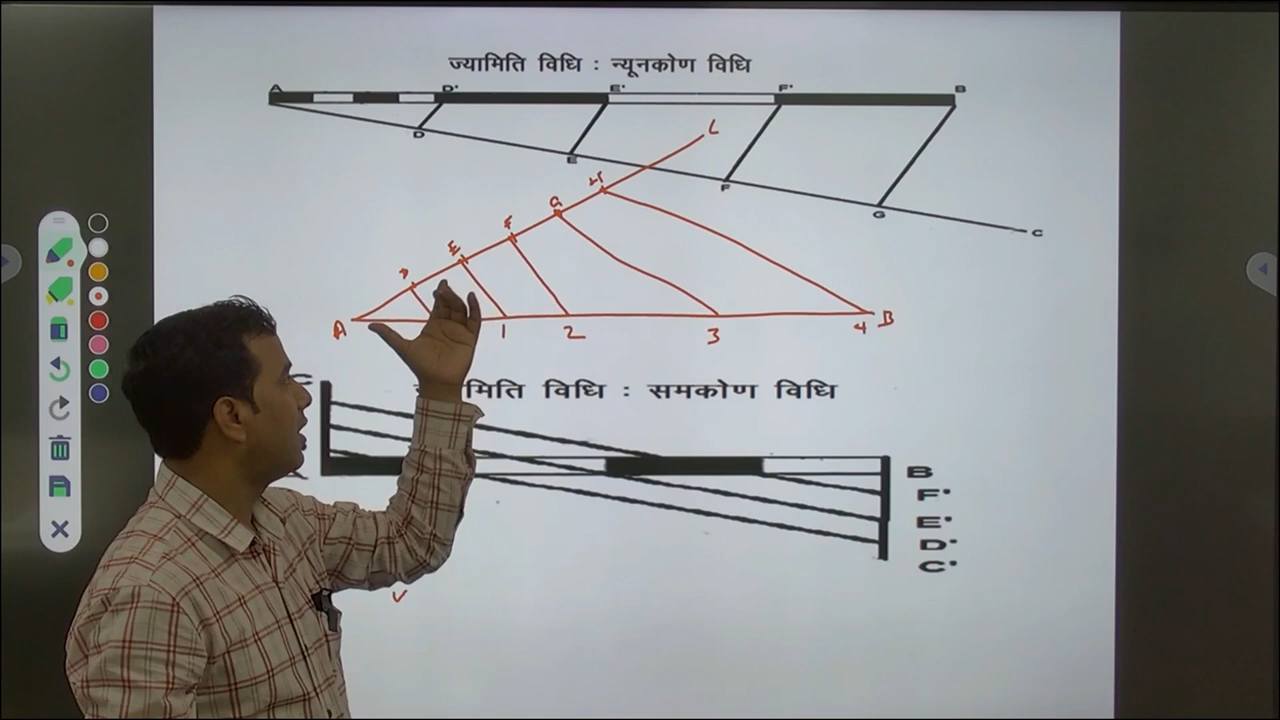 ज्यामिति विधि : न्यूनकोण विधि
A D' E' F' B
D
E
F
G
C
L
H
G
F
E
D
A 1 2 3 4 B
मिति विधि : समकोण विधि
B
F'
E'
D'
C'